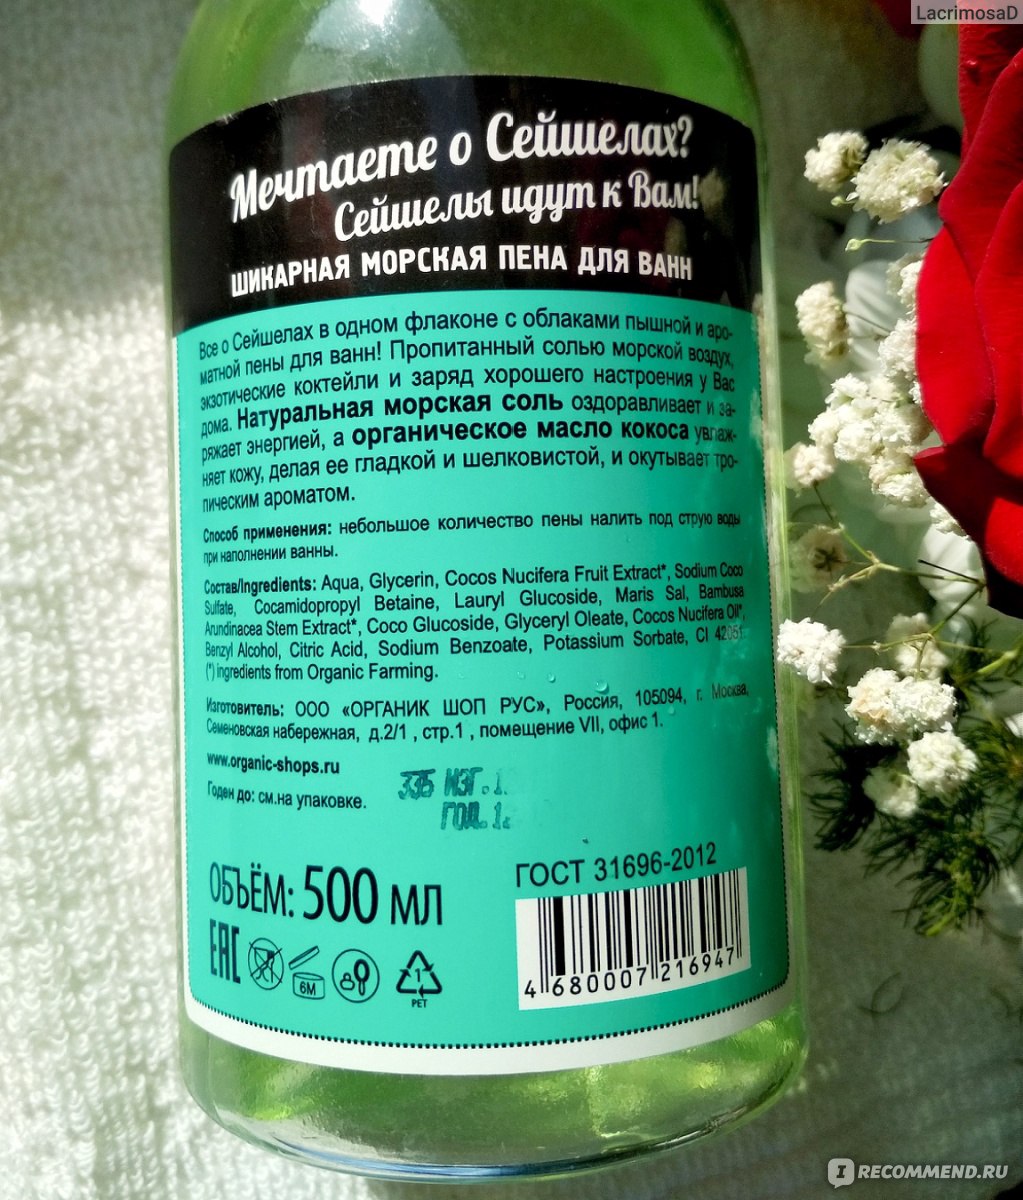 LacrimosaD
Мечтаете о Сейшелах?
Сейшелы идут к Вам!
ШИКАРНАЯ МОРСКАЯ ПЕНА ДЛЯ ВАНН
Все о Сейшелах в одном флаконе с облаками пышной и аро-
матной пены для ванн! Пропитанный солью морской воздух,
экзотические коктейли и заряд хорошего настроения у Вас
дома. Натуральная морская соль оздоравливает и за-
ряжает энергией, а органическое масло кокоса увлаж-
няет кожу, делая ее гладкой и шелковистой, и окутывает тро-
пическим ароматом.
Способ применения: небольшое количество пены налить под струю воды
при наполнении ванны.
Состав/Ingredients: Aqua, Glycerin, Cocos Nucifera Fruit Extract*, Sodium Coco
Sulfate, Cocamidopropyl Betaine, Lauryl Glucoside, Maris Sal, Bambusa
Arundinacea Stem Extract*, Coco Glucoside, Glyceryl Oleate, Cocos Nucifera Oil*,
Benzyl Alcohol, Citric Acid, Sodium Benzoate, Potassium Sorbate, CI 42051
(*) ingredients from Organic Farming.
Изготовитель: ООО «ОРГАНИК ШОП РУС», Россия, 105094, г. Москва,
Семеновская набережная, д.2/1 , стр.1 , помещение VII, офис 1.
www.organic-shops.ru
335 ИЗГ.1
Годен до: см.на упаковке.
ГОД.1
ОБЪЁМ: 500 МЛ
ГОСТ 31696-2012
EAC
6M
1
PET
4 680007 216947
IRECOMMEND.RU